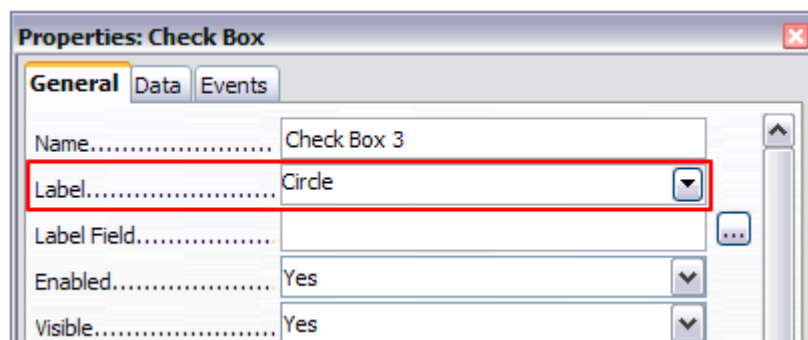 Properties: Check Box
General Data Events
Name....................... Check Box 3
Label........................ Circle
Label Field.................
...
Enabled.................... Yes
Visible....................... Yes